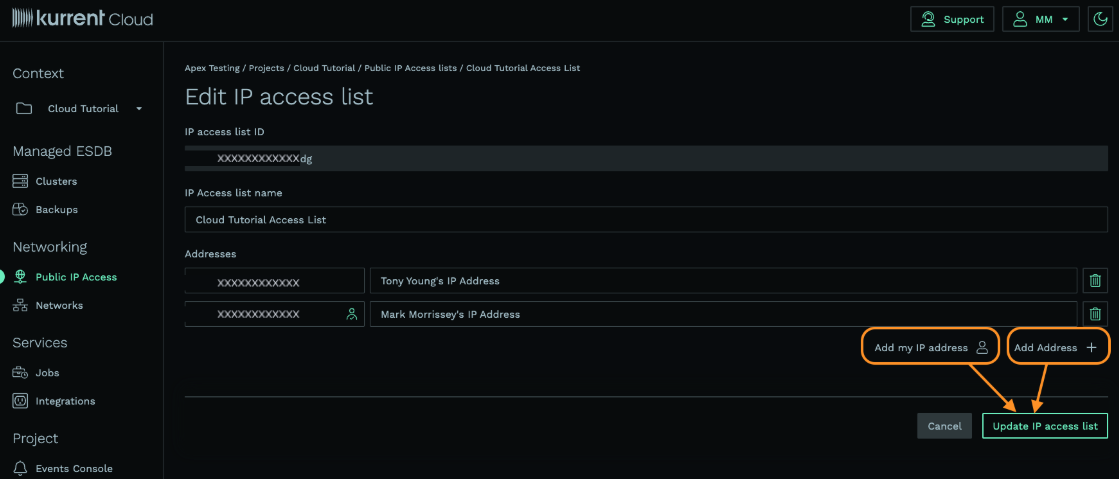 kurrent Cloud
Support
MM
Context
Cloud Tutorial
Managed ESDB
Clusters
Backups
Networking
Public IP Access
Networks
Services
Jobs
Integrations
Project
Events Console
Apex Testing / Projects / Cloud Tutorial / Public IP Access lists / Cloud Tutorial Access List
Edit IP access list
IP access list ID
XXXXXXXXXXXXdg
IP Access list name
Cloud Tutorial Access List
Addresses
XXXXXXXXXXXX Tony Young's IP Address
XXXXXXXXXXXX Mark Morrissey's IP Address
Add my IP address Add Address +
Cancel Update IP access list